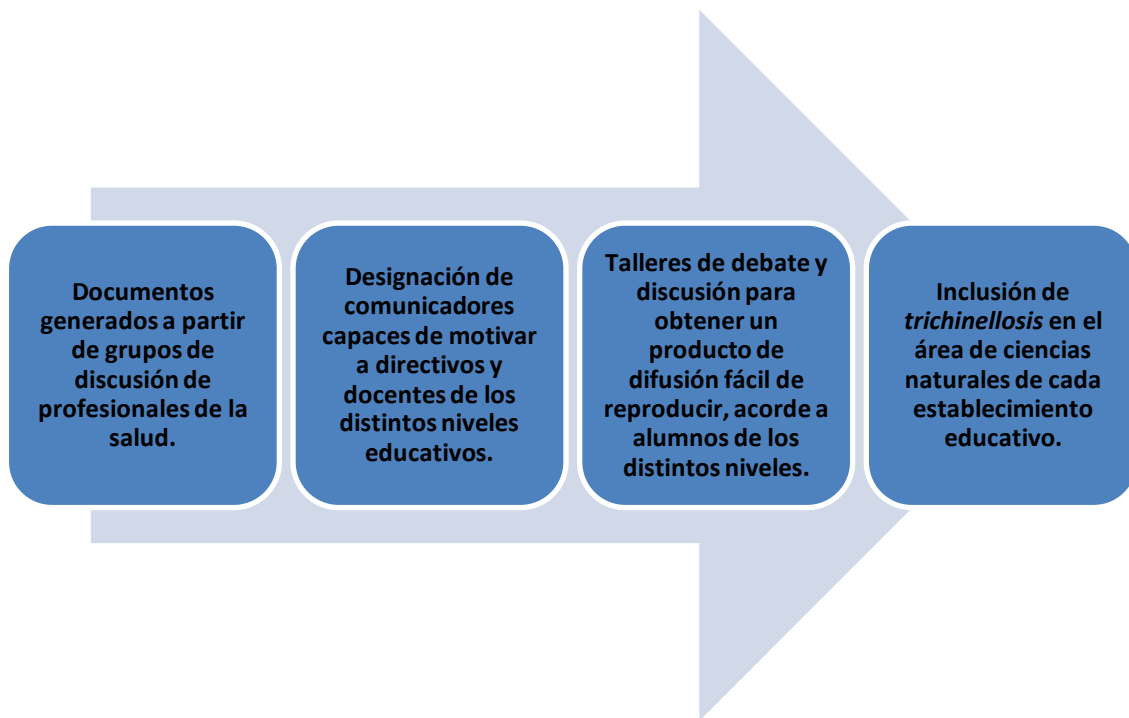 Documentos
generados a partir
de grupos de
discusión de
profesionales de la
salud.
Designación de
comunicadores
capaces de motivar
a directivos y
docentes de los
distintos niveles
educativos.
Talleres de debate y
discusión para
obtener un
producto de
difusión fácil de
reproducir, acorde a
alumnos de los
distintos niveles.
Inclusión de
trichinellosis en el
área de ciencias
naturales de cada
establecimiento
educativo.